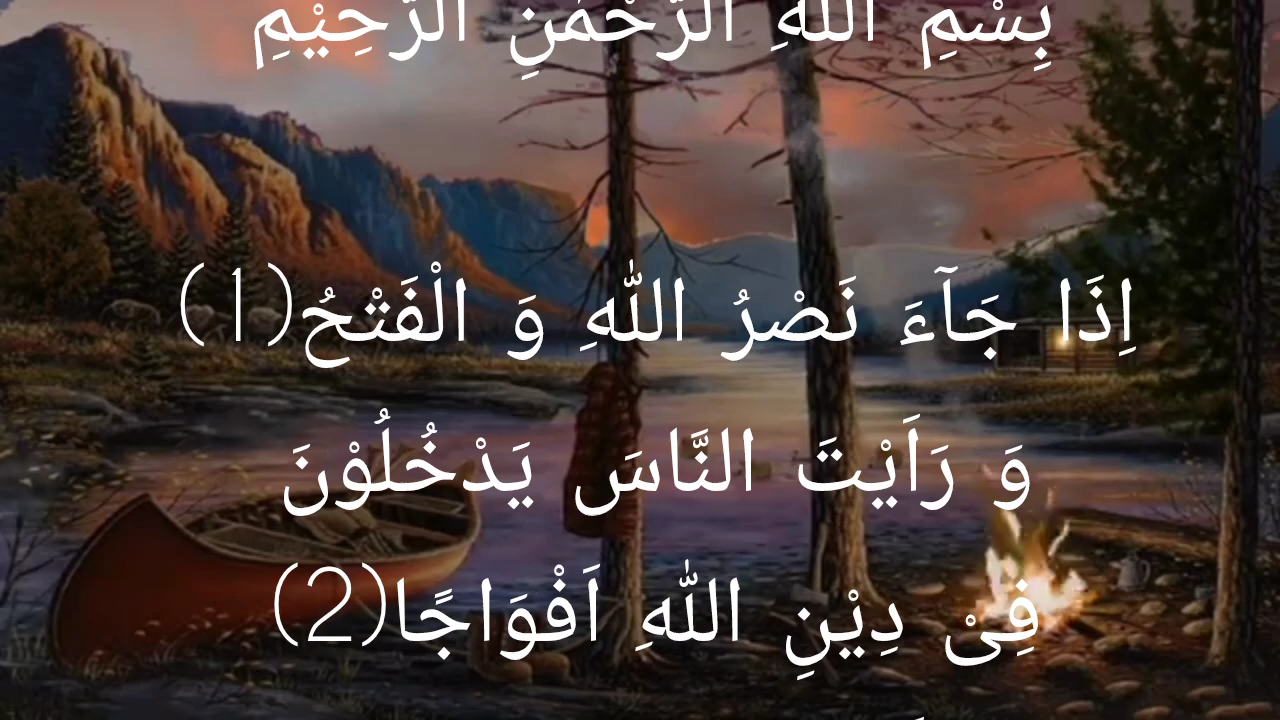 بِسْمِ اللّٰهِ الرَّحْمٰنِ الرَّحِیْمِ
اِذَا جَآءَ نَصْرُ اللّٰهِ وَ الْفَتْحُ(1)
وَ رَاَیْتَ النَّاسَ یَدْخُلُوْنَ
فِیْ دِیْنِ اللّٰهِ اَفْوَاجًا(2)